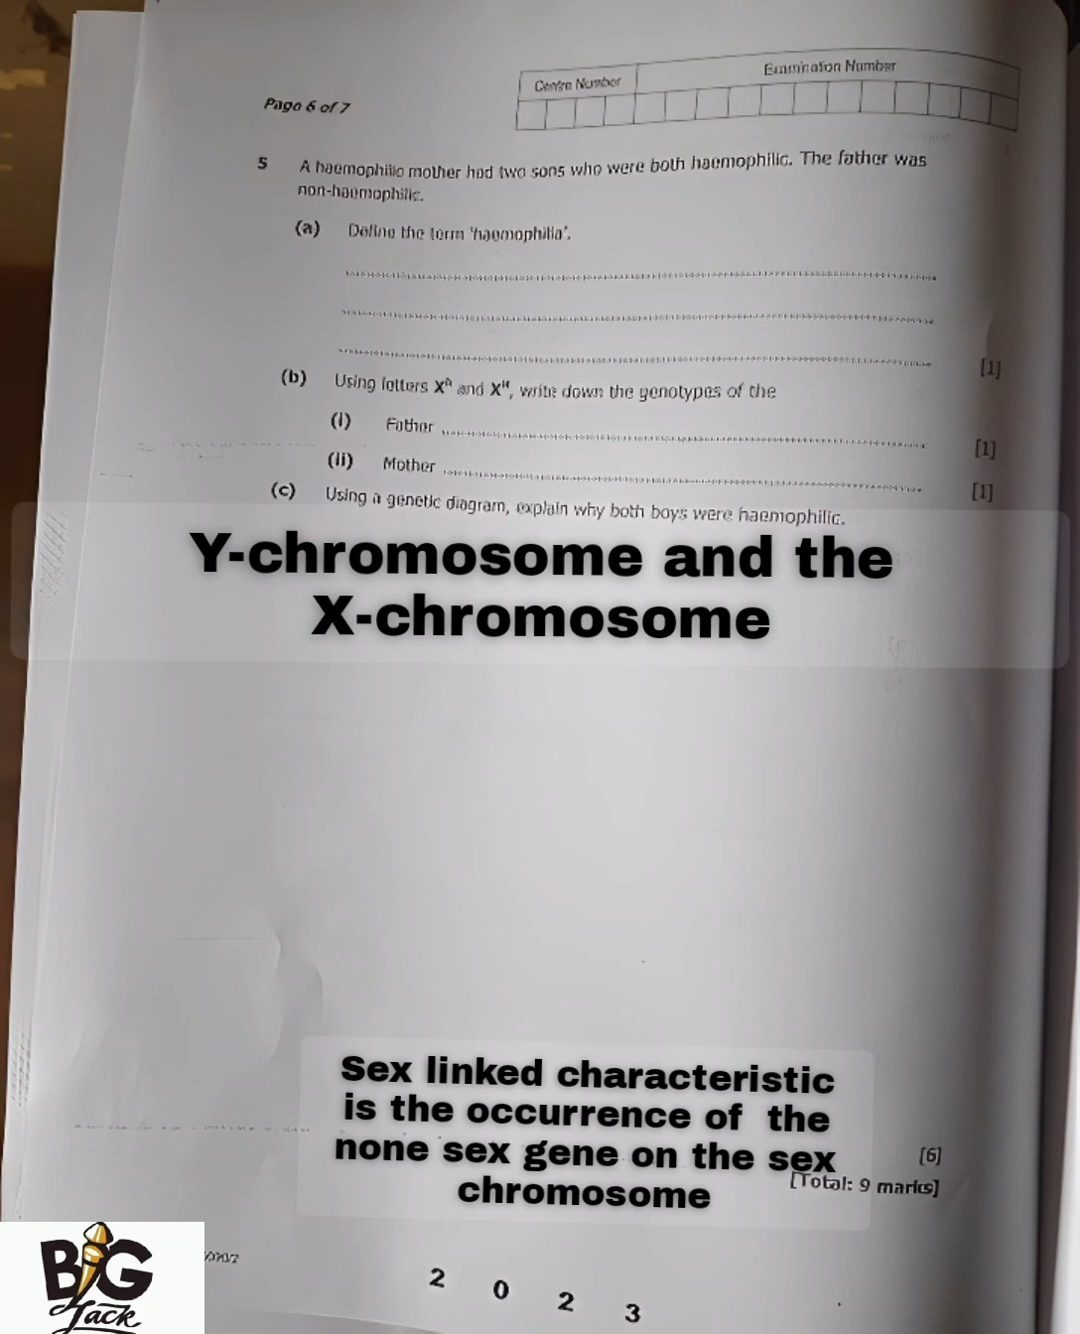 Centre Number
Examination Number
Page 6 of 7
5 A haemophilic mother had two sons who were both haemophilic. The father was
non-haemophilic.
(a) Define the term 'haemophilia'.
[1]
(b) Using letters Xʰ and Xᴴ, write down the genotypes of the
(i) Father
[1]
(ii) Mother
[1]
(c) Using a genetic diagram, explain why both boys were haemophilic.
Y-chromosome and the
X-chromosome
Sex linked characteristic
is the occurrence of the
none sex gene on the sex
chromosome
[6]
[Total: 9 marks]
BIG
Jack
2 0 2 3